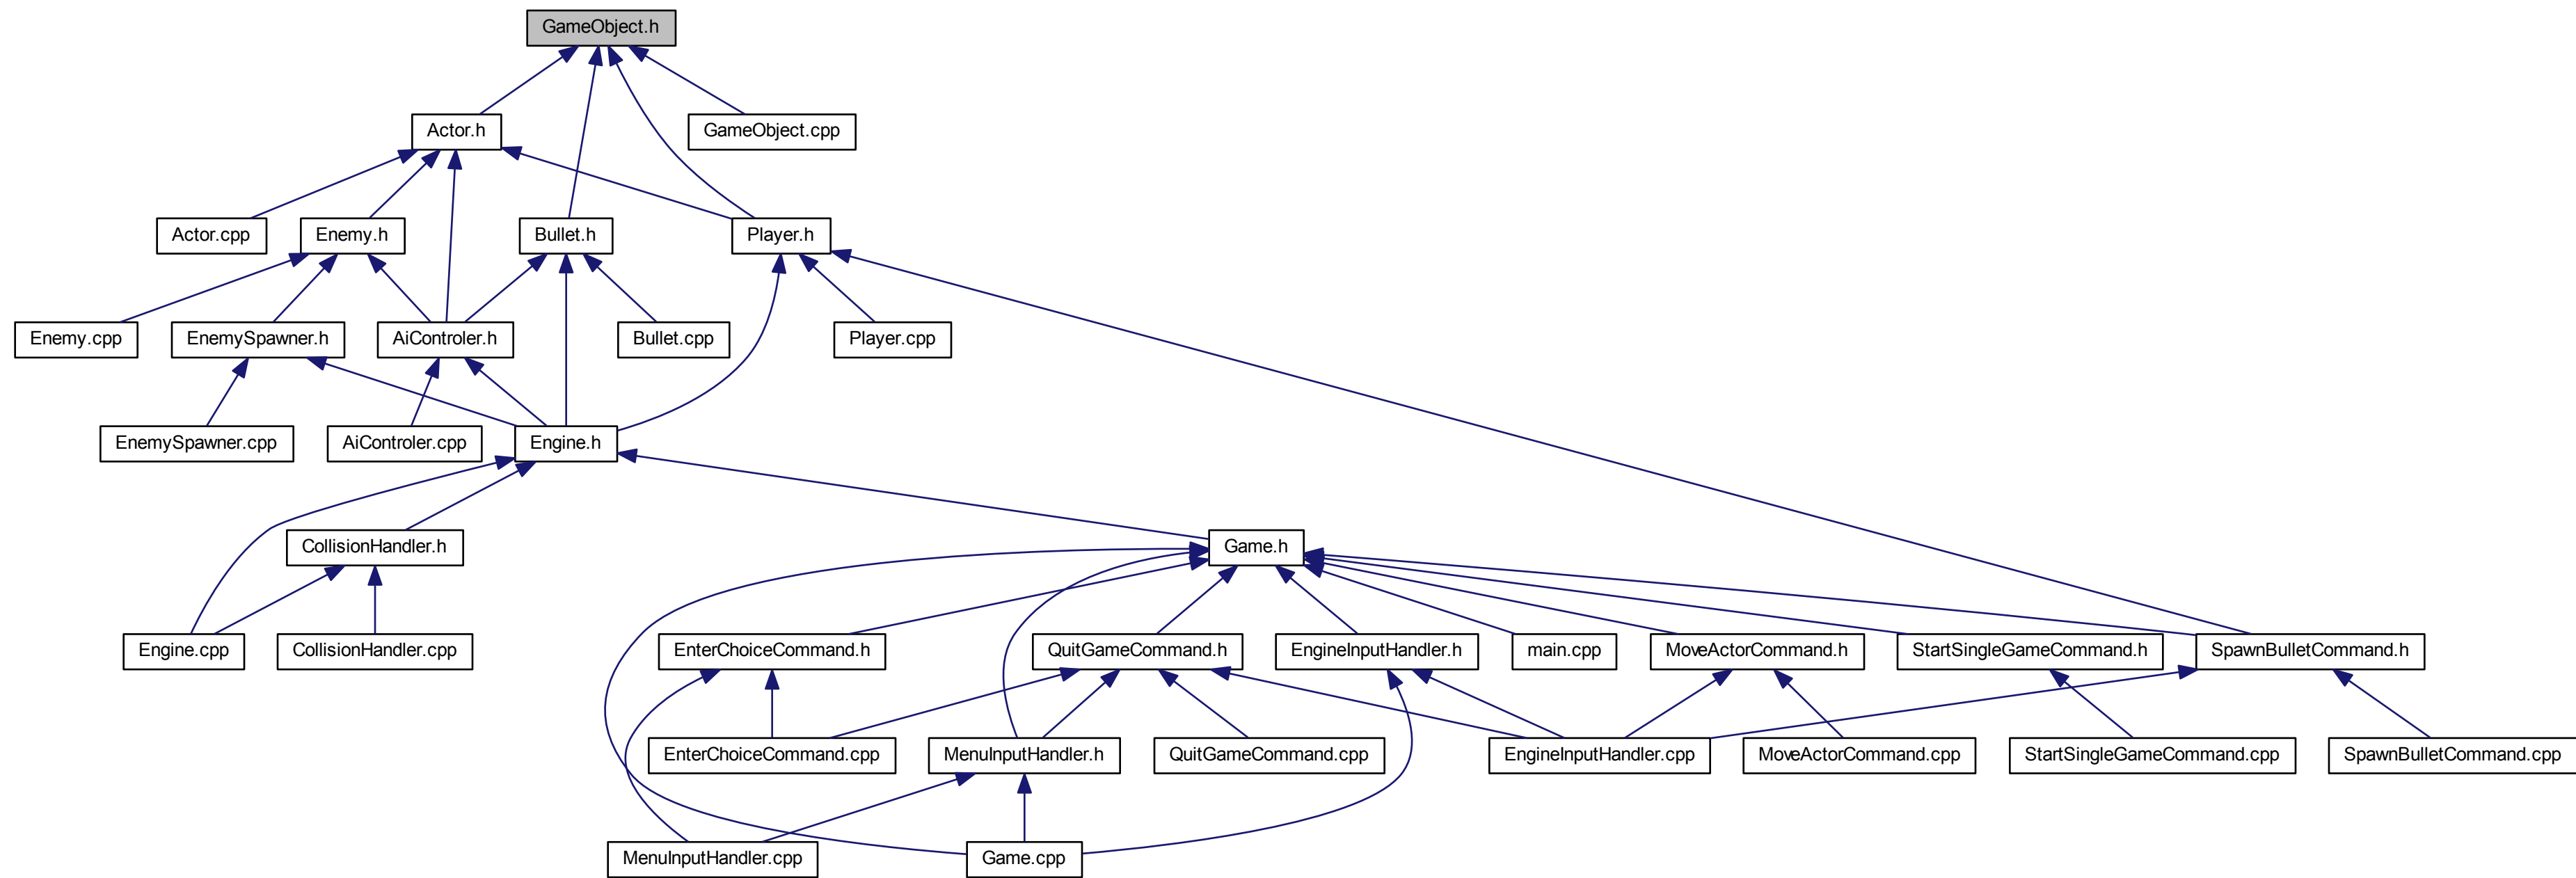 GameObject.h
Actor.h
GameObject.cpp
Actor.cpp
Enemy.h
Bullet.h
Player.h
Enemy.cpp
EnemySpawner.h
AiControler.h
Bullet.cpp
Player.cpp
EnemySpawner.cpp
AiControler.cpp
Engine.h
CollisionHandler.h
Game.h
Engine.cpp
CollisionHandler.cpp
EnterChoiceCommand.h
QuitGameCommand.h
EngineInputHandler.h
main.cpp
MoveActorCommand.h
StartSingleGameCommand.h
SpawnBulletCommand.h
EnterChoiceCommand.cpp
MenuInputHandler.h
QuitGameCommand.cpp
EngineInputHandler.cpp
MoveActorCommand.cpp
StartSingleGameCommand.cpp
SpawnBulletCommand.cpp
MenuInputHandler.cpp
Game.cpp